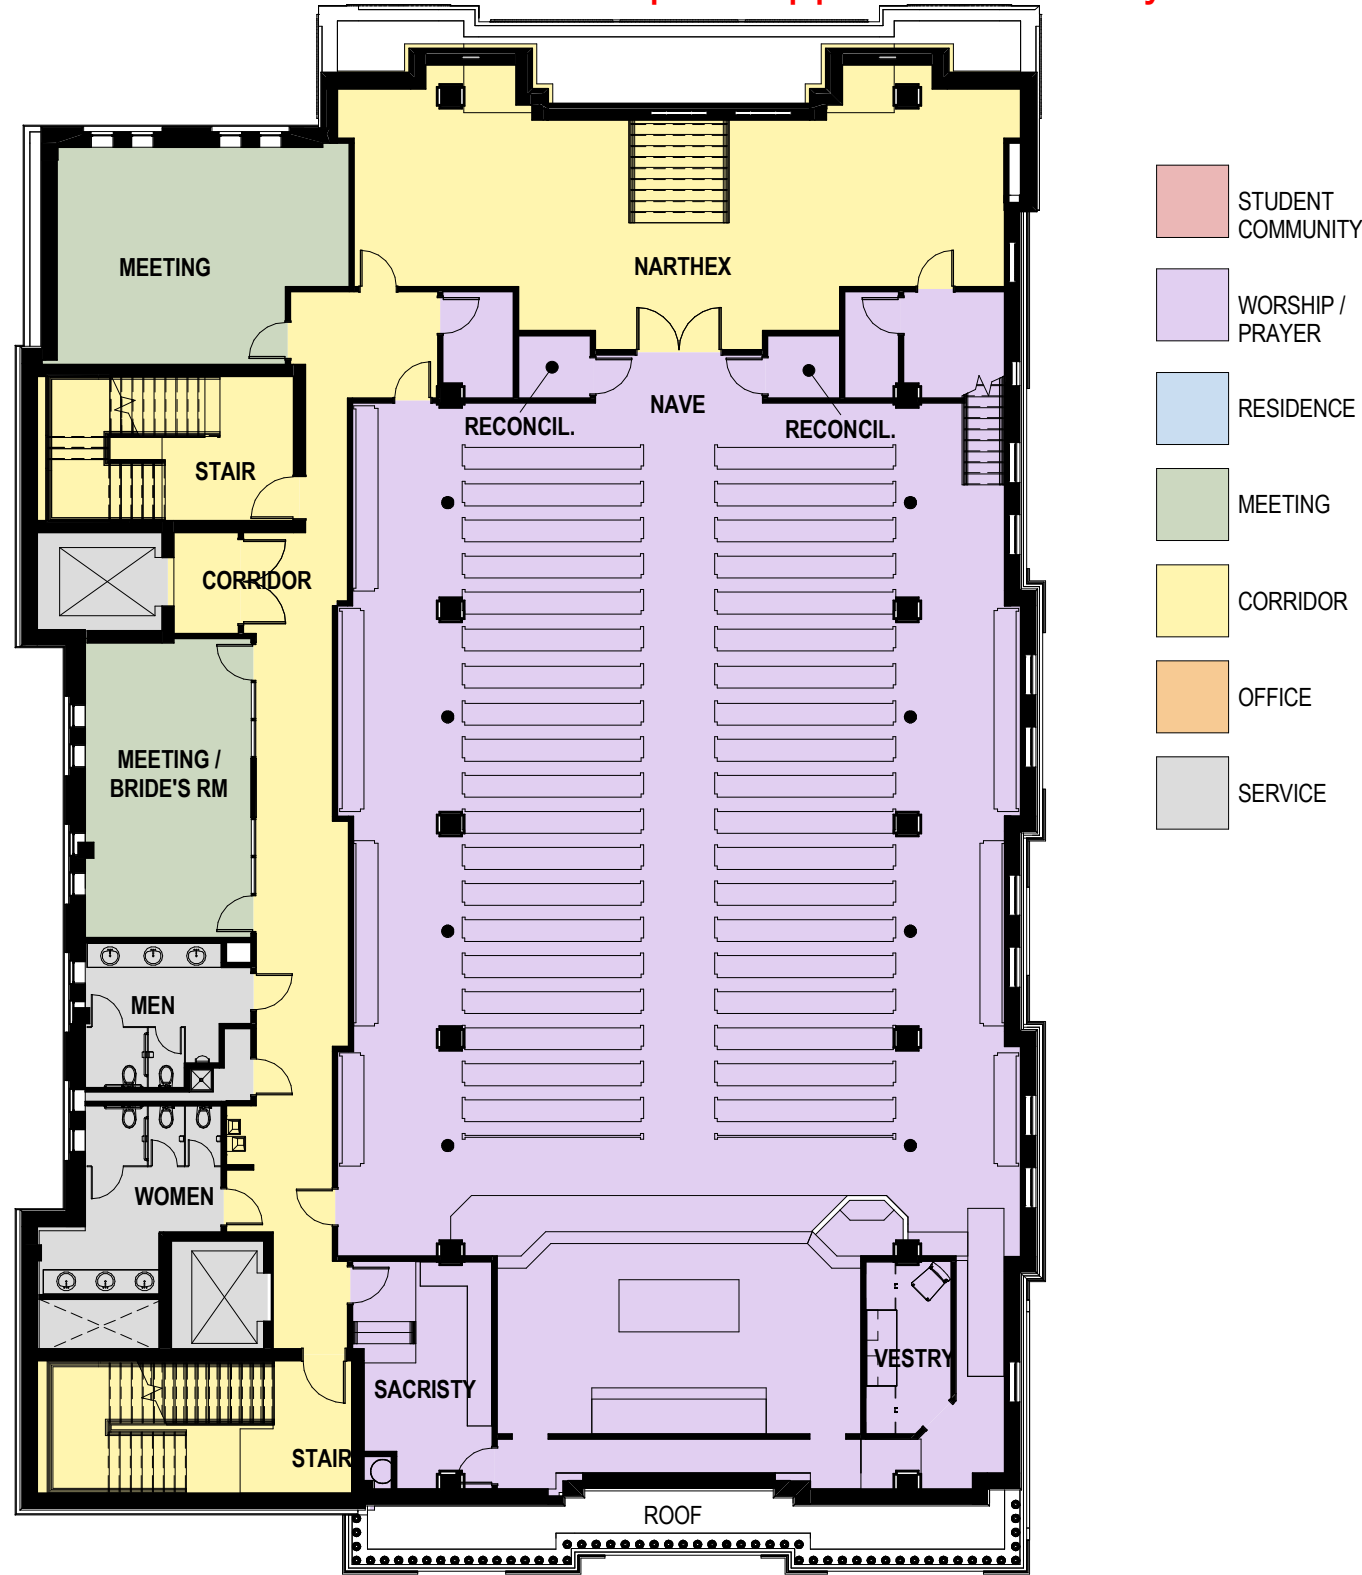 MEETING
NARTHEX
NAVE
RECONCIL.
RECONCIL.
STAIR
CORRIDOR
MEETING /
BRIDE'S RM
MEN
WOMEN
SACRISTY
VESTRY
STAIR
ROOF
STUDENT
COMMUNITY
WORSHIP /
PRAYER
RESIDENCE
MEETING
CORRIDOR
OFFICE
SERVICE